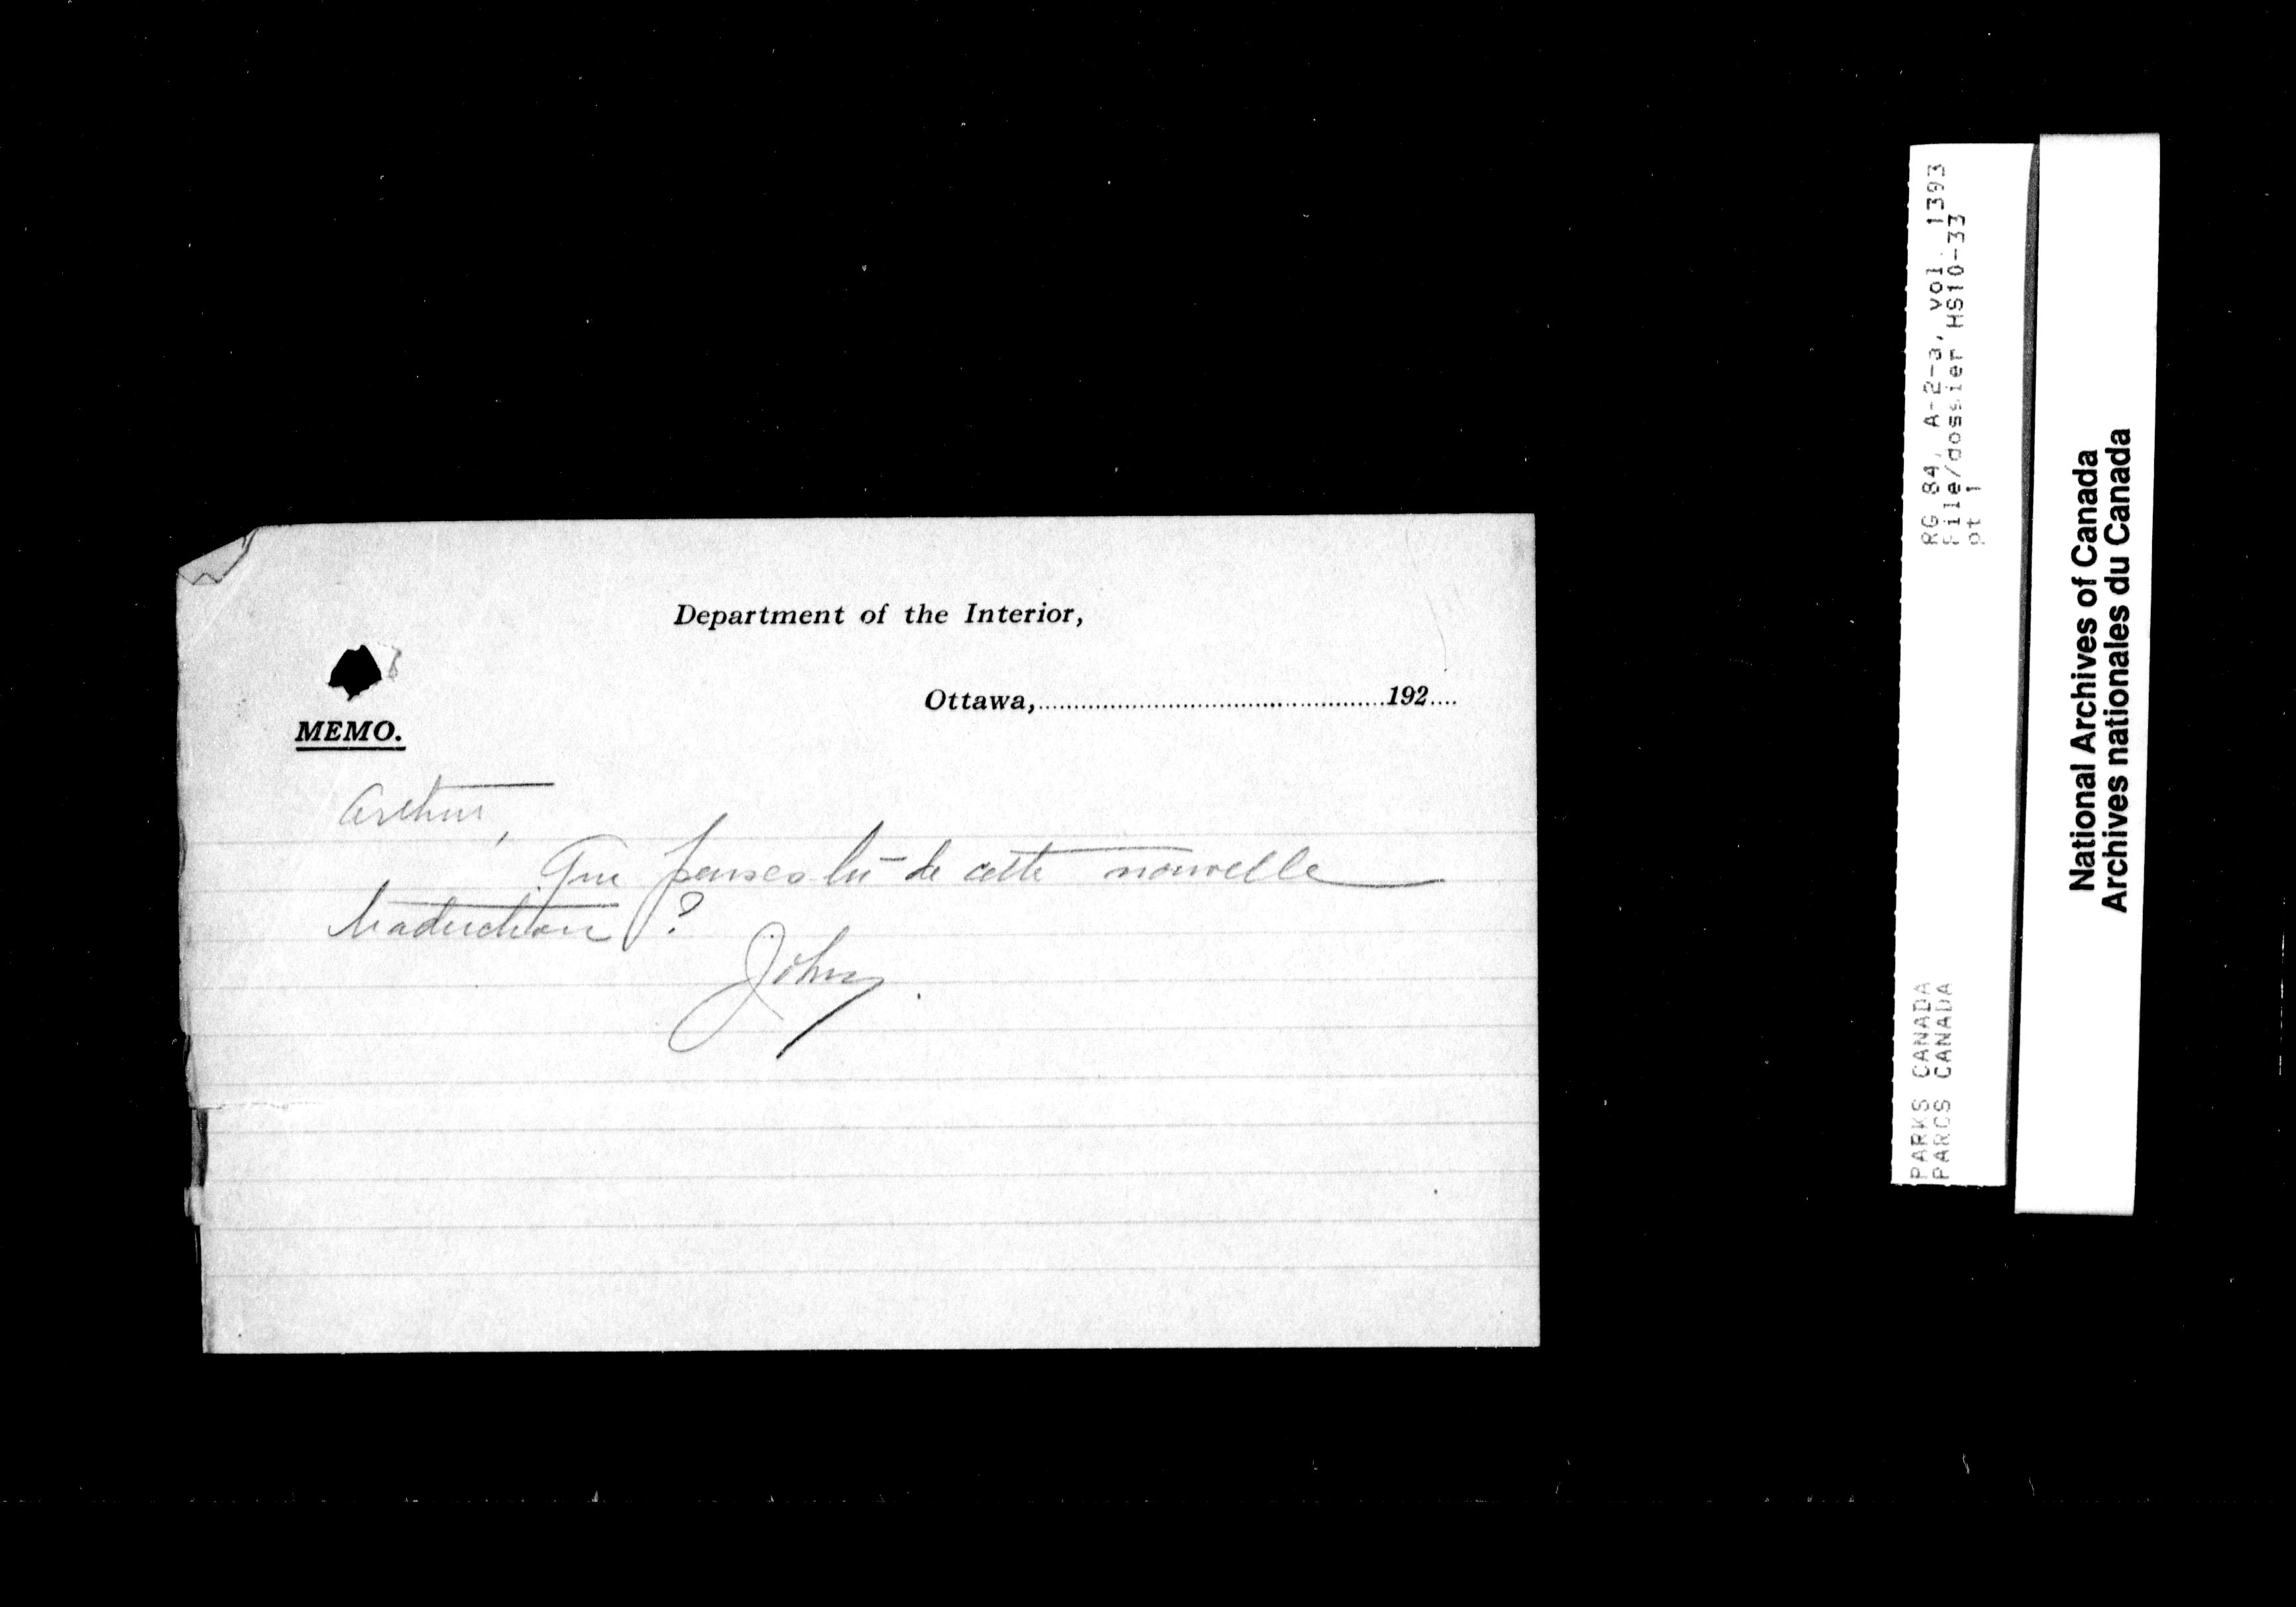 Department of the Interior,
Ottawa,..............................192....
MEMO.
Arthur,
Que penses tu de cette nouvelle
traduction ?
John
RG 84, A-2-a, vol. 1393
File/dossier HS10-33
pt 1
PARKS CANADA
PARCS CANADA
National Archives of Canada
Archives nationales du Canada